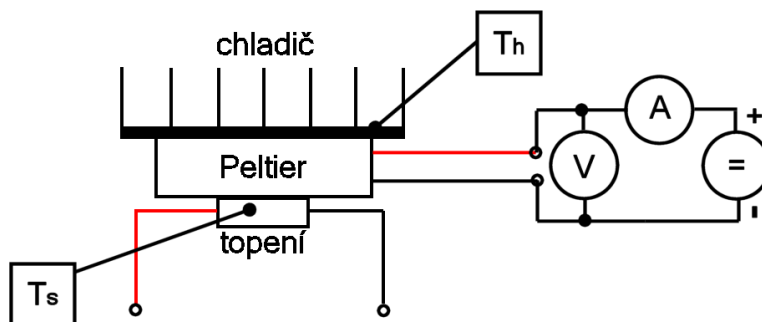 chladič
Th
A
+
Peltier
V
=
-
topení
Ts